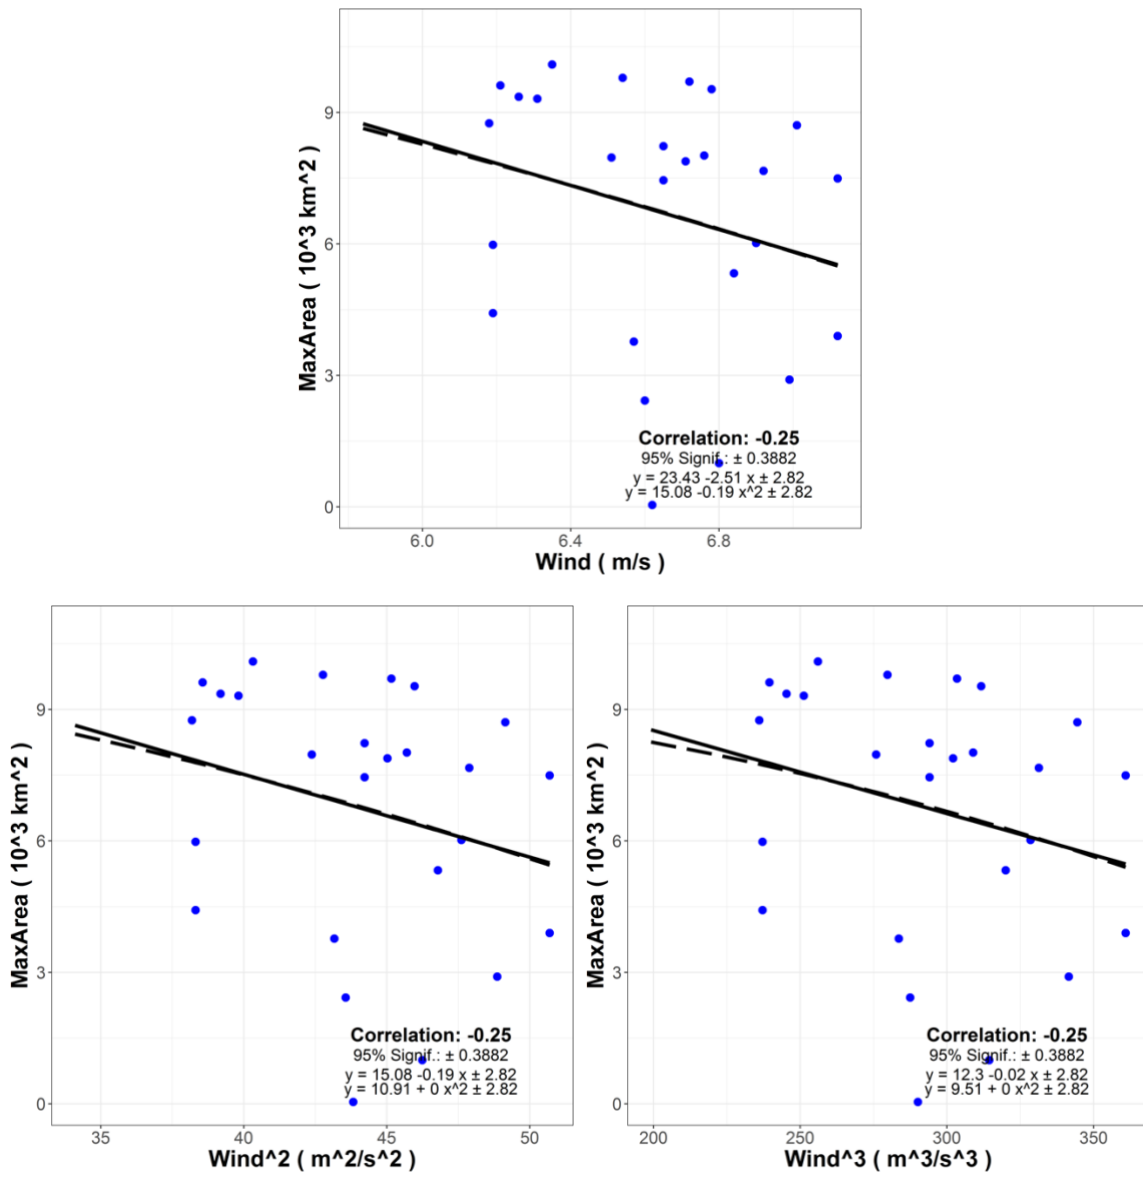 MaxArea ( 10^3 km^2 )
9
6
3
0
Correlation: -0.25
95% Signif.: ± 0.3882
y = 23.43 -2.51 x ± 2.82
y = 15.08 -0.19 x^2 ± 2.82
6.0 6.4 6.8
Wind ( m/s )
MaxArea ( 10^3 km^2 )
9
6
3
0
Correlation: -0.25
95% Signif.: ± 0.3882
y = 15.08 -0.19 x ± 2.82
y = 10.91 + 0 x^2 ± 2.82
35 40 45 50
Wind^2 ( m^2/s^2 )
MaxArea ( 10^3 km^2 )
9
6
3
0
Correlation: -0.25
95% Signif.: ± 0.3882
y = 12.3 -0.02 x ± 2.82
y = 9.51 + 0 x^2 ± 2.82
200 250 300 350
Wind^3 ( m^3/s^3 )